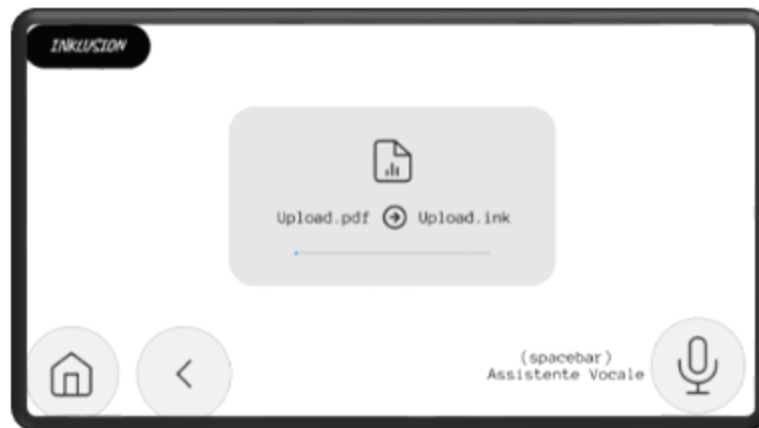 INKLUSION
Upload.pdf Upload.ink
(spacebar)
Assistente Vocale